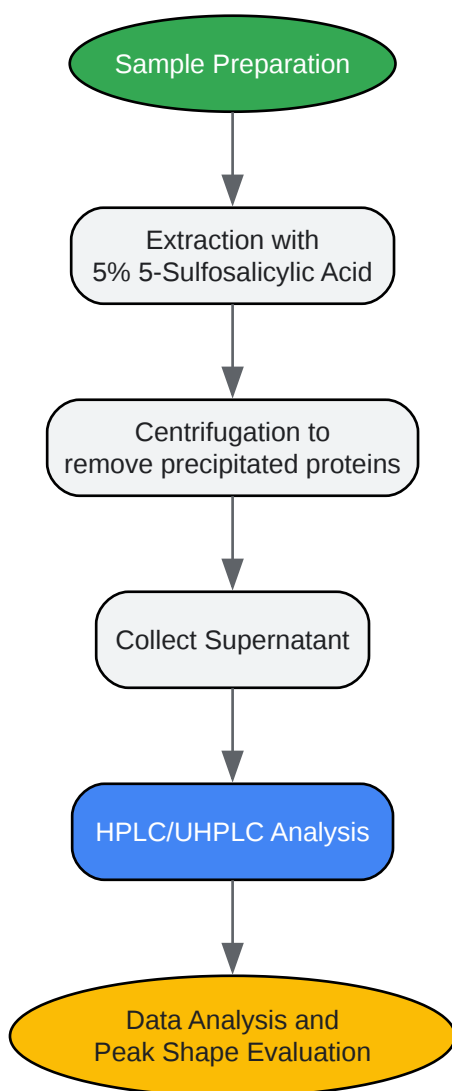 Sample Preparation
Extraction with
5% 5-Sulfosalicylic Acid
Centrifugation to
remove precipitated proteins
Collect Supernatant
HPLC/UHPLC Analysis
Data Analysis and
Peak Shape Evaluation